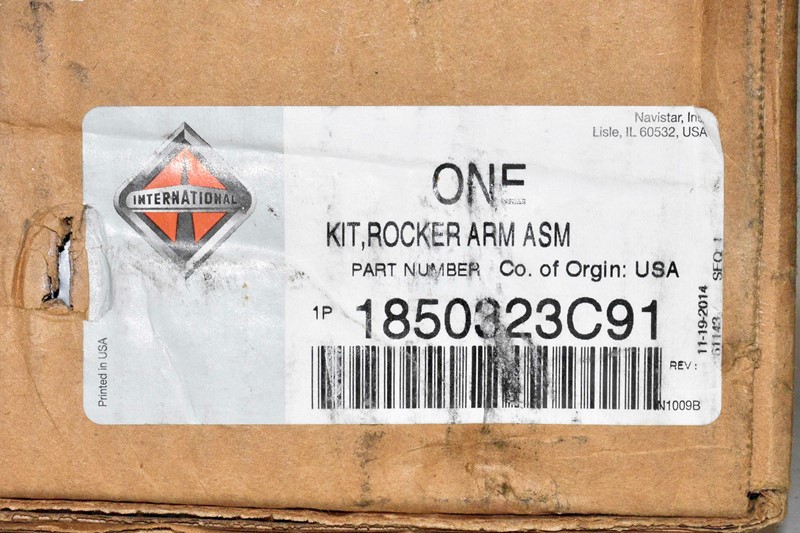 Navistar, Inc
Lisle, IL 60532, USA
INTERNATIONAL
ONE
KIT,ROCKER ARM ASM
PART NUMBER Co. of Orgin: USA
1P 1850323C91
REV:
11-19-2014
SEQ 1
N1009B
Printed in USA